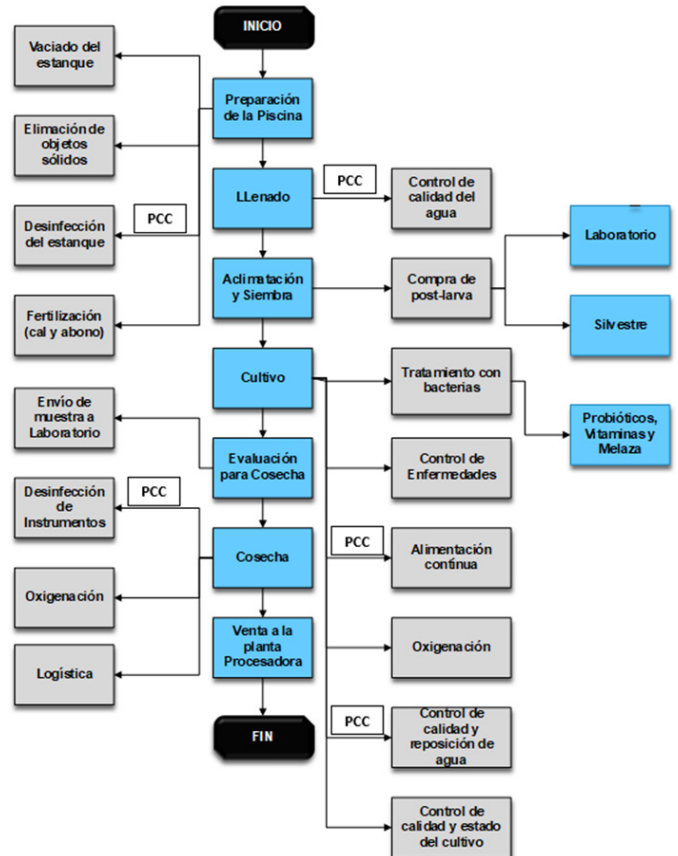 INICIO
Vaciado del
estanque
Preparación
de la Piscina
Elimación de
objetos
sólidos
LLenado
PCC
Control de
calidad del
agua
PCC
Desinfección
del estanque
Laboratorio
Aclimatación
y Siembra
Compra de
post-larva
Fertilización
(cal y abono)
Silvestre
Cultivo
Tratamiento con
bacterias
Envío de
muestra a
Laboratorio
Probióticos,
Vitaminas y
Melaza
Evaluación
para Cosecha
Control de
Enfermedades
Desinfección
de
Instrumentos
PCC
Cosecha
PCC
Alimentación
contínua
Oxigenación
Venta a la
planta
Procesadora
Oxigenación
Logística
FIN
PCC
Control de
calidad y
reposición de
agua
Control de
calidad y estado
del cultivo